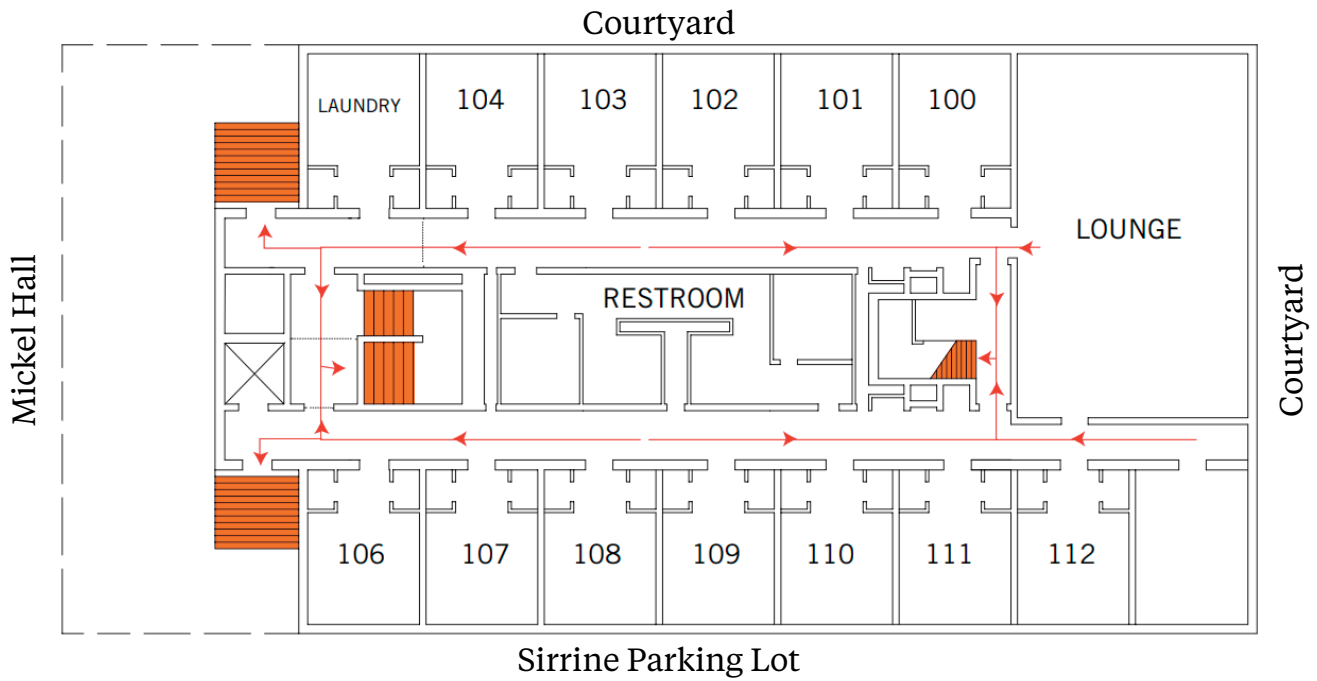 Courtyard
LAUNDRY
104
103
102
101
100
LOUNGE
Mickel Hall
RESTROOM
Courtyard
106
107
108
109
110
111
112
Sirrine Parking Lot